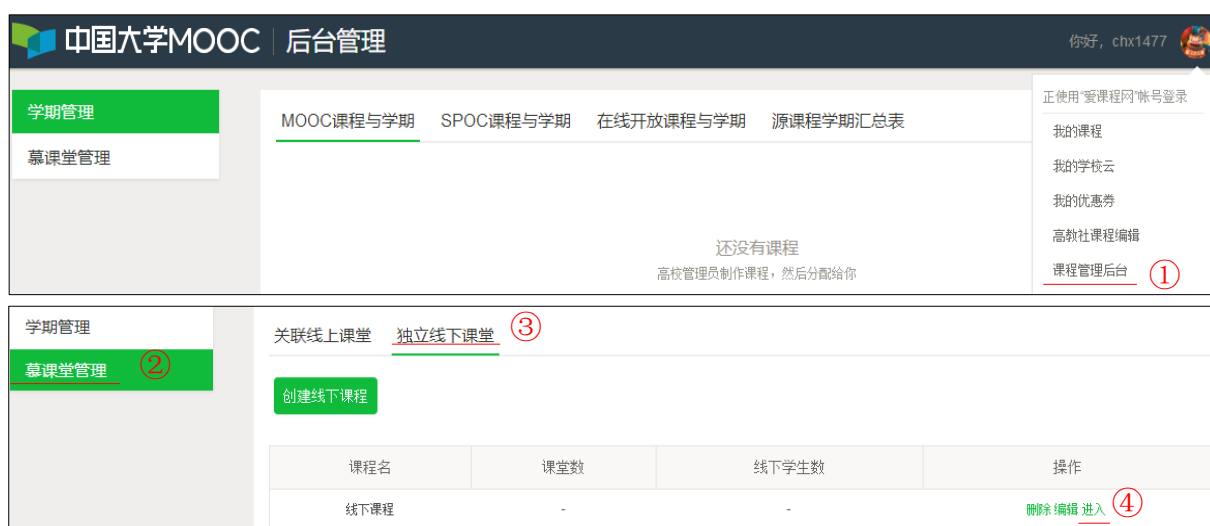 中国大学MOOC 后台管理 你好，chx1477
正使用“爱课程网”帐号登录
学期管理
慕课堂管理
MOOC课程与学期 SPOC课程与学期 在线开放课程与学期 源课程学期汇总表
我的课程
我的学校云
我的优惠券
高教社课程编辑
课程管理后台 ①
还没有课程
高校管理员制作课程，然后分配给你
学期管理
慕课堂管理 ②
关联线上课堂 独立线下课堂 ③
创建线下课程
课程名 课堂数 线下学生数 操作
线下课程 - - 删除 编辑 进入 ④